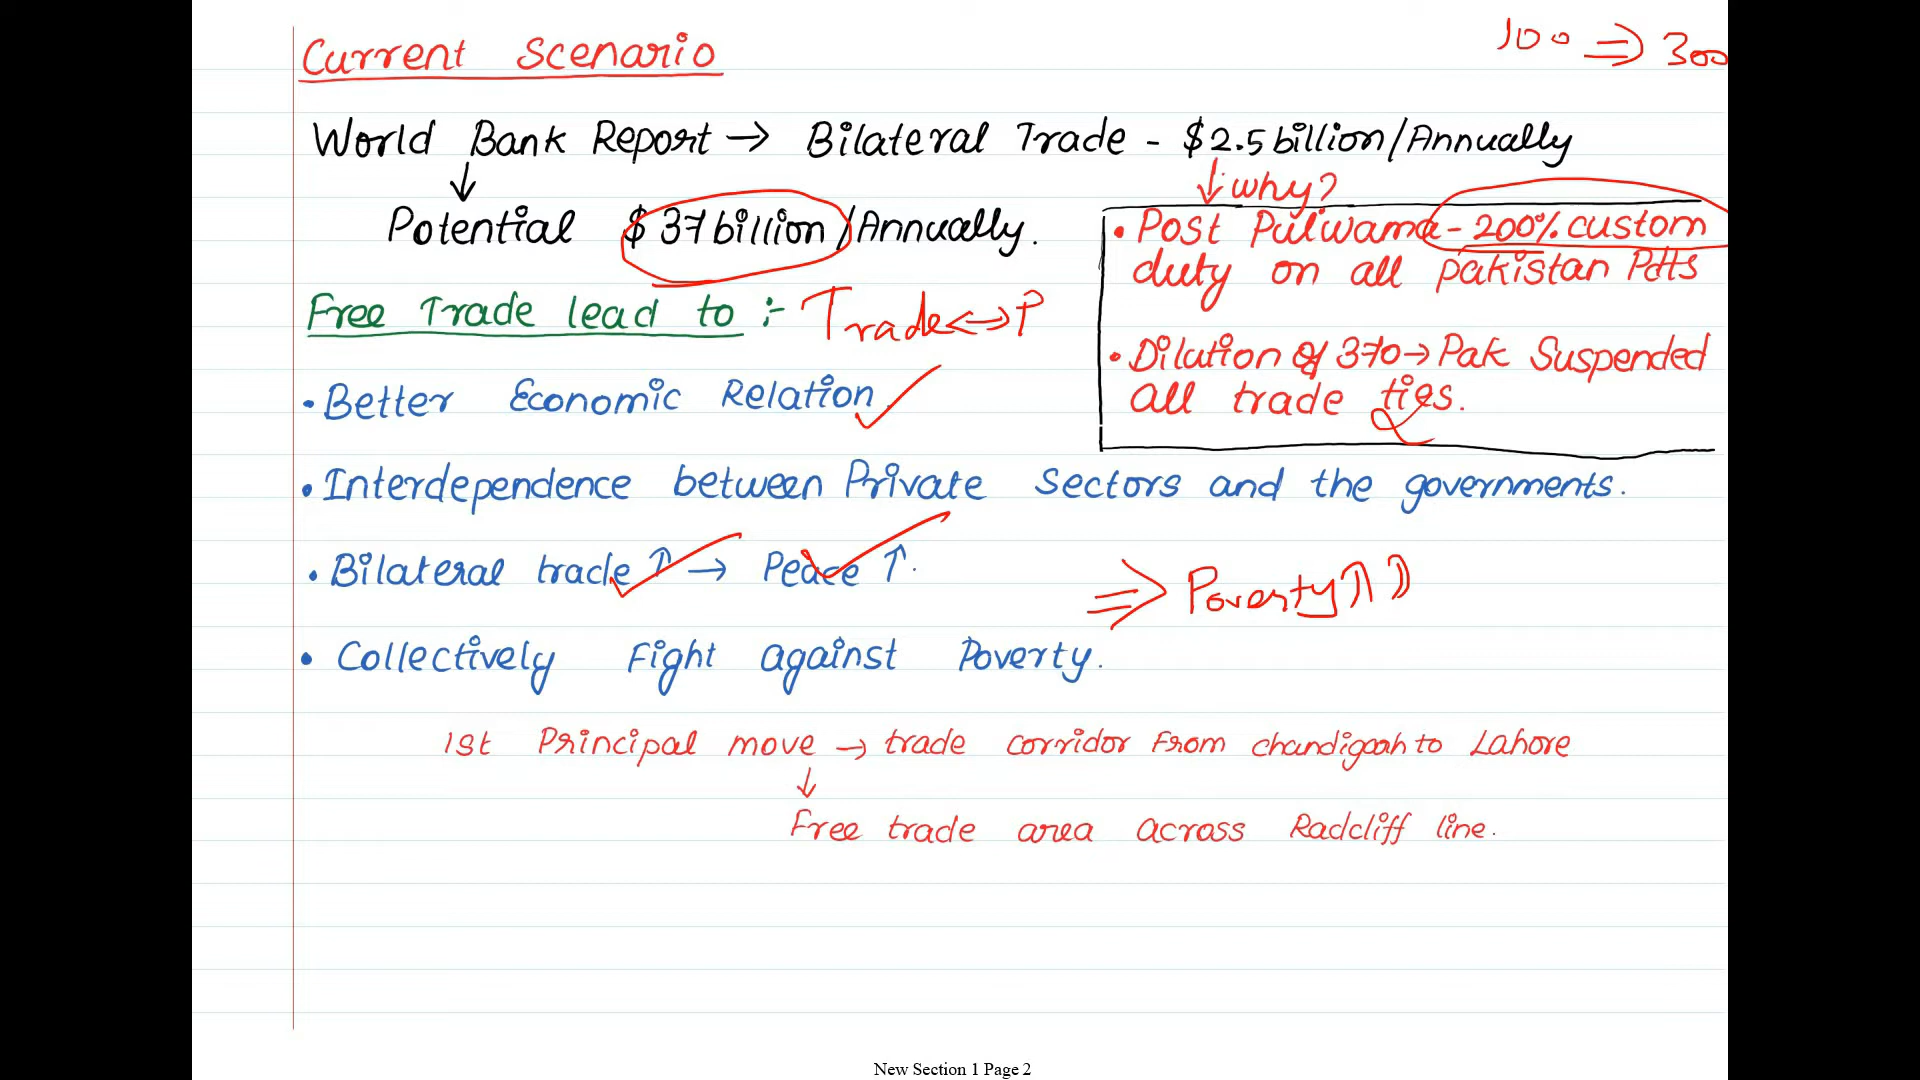 Current Scenario
100 ⇒ 300
World Bank Report → Bilateral Trade - $2.5 billion/Annually
↓ why?
Potential $37 billion/Annually.
• Post Pulwama - 200% custom
duty on all Pakistan Pdts
• Dilution of 370 → Pak Suspended
all trade ties.
Free Trade lead to :- Trade ↔ P
• Better Economic Relation
• Interdependence between Private Sectors and the governments.
• Bilateral trade ↑ → Peace ↑.
⇒ Poverty ↑↑
• Collectively Fight against Poverty.
1st Principal move → trade corridor From Chandigarh to Lahore
↓
Free trade area across Radcliff line.
New Section 1 Page 2